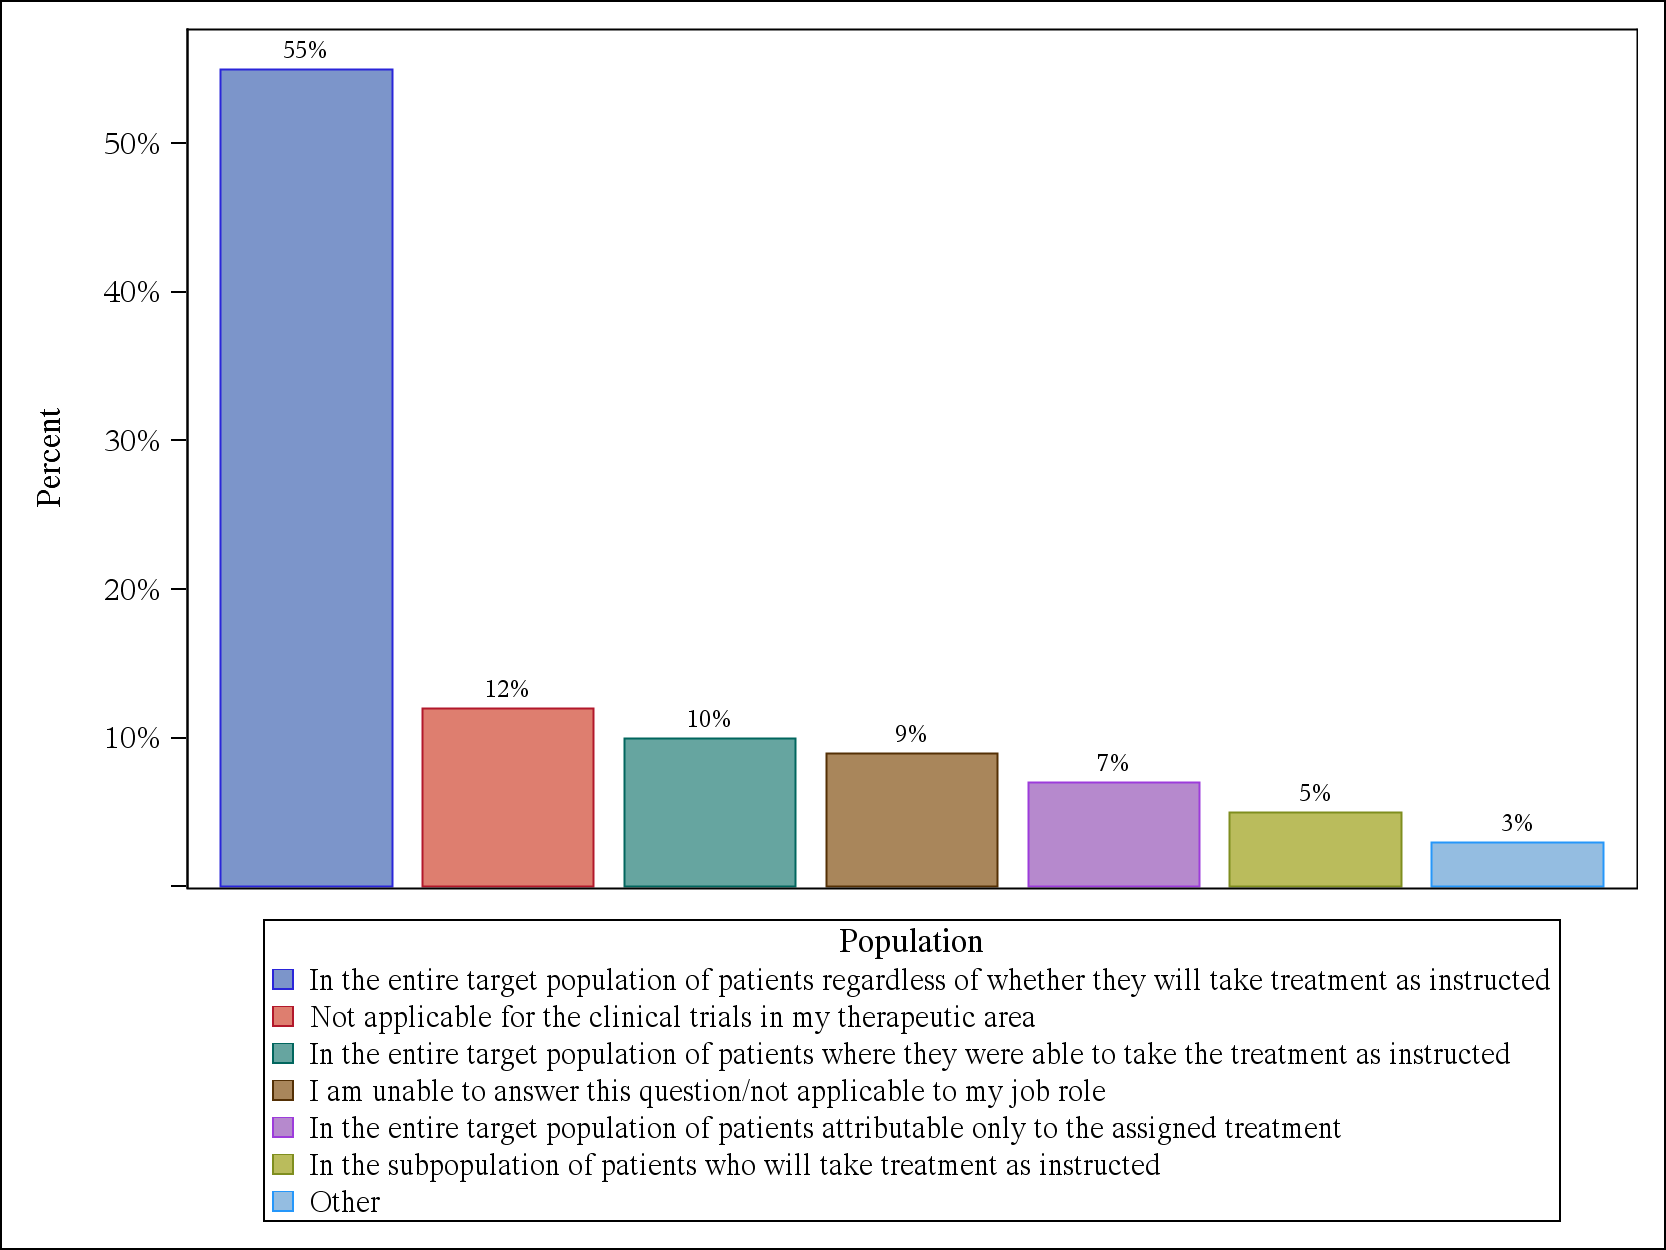 55%
50%
40%
30%
20%
12%
10%
10%
9%
7%
5%
3%
Percent
Population
In the entire target population of patients regardless of whether they will take treatment as instructed
Not applicable for the clinical trials in my therapeutic area
In the entire target population of patients where they were able to take the treatment as instructed
I am unable to answer this question/not applicable to my job role
In the entire target population of patients attributable only to the assigned treatment
In the subpopulation of patients who will take treatment as instructed
Other